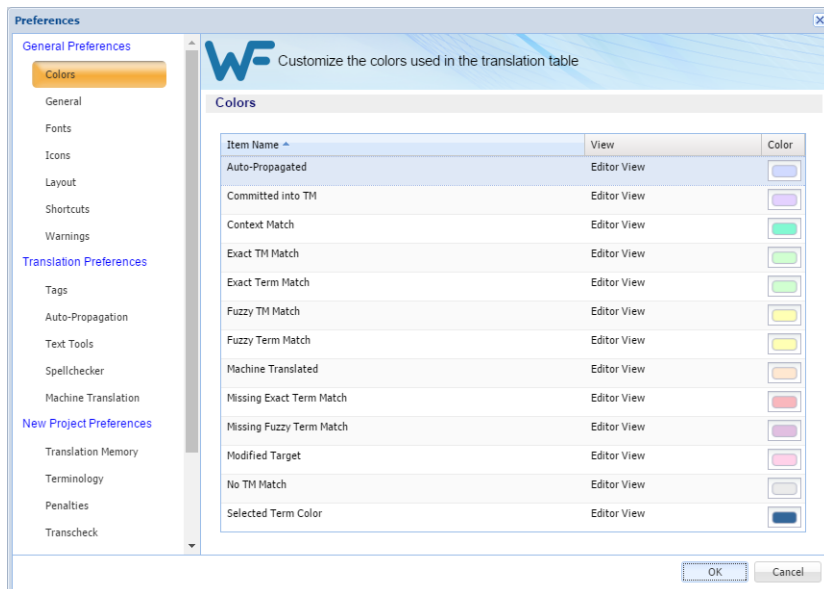 Preferences
General Preferences
Colors
General
Fonts
Icons
Layout
Shortcuts
Warnings
Translation Preferences
Tags
Auto-Propagation
Text Tools
Spellchecker
Machine Translation
New Project Preferences
Translation Memory
Terminology
Penalties
Transcheck
WF Customize the colors used in the translation table
Colors
Item Name View Color
Auto-Propagated Editor View
Committed into TM Editor View
Context Match Editor View
Exact TM Match Editor View
Exact Term Match Editor View
Fuzzy TM Match Editor View
Fuzzy Term Match Editor View
Machine Translated Editor View
Missing Exact Term Match Editor View
Missing Fuzzy Term Match Editor View
Modified Target Editor View
No TM Match Editor View
Selected Term Color Editor View
OK Cancel